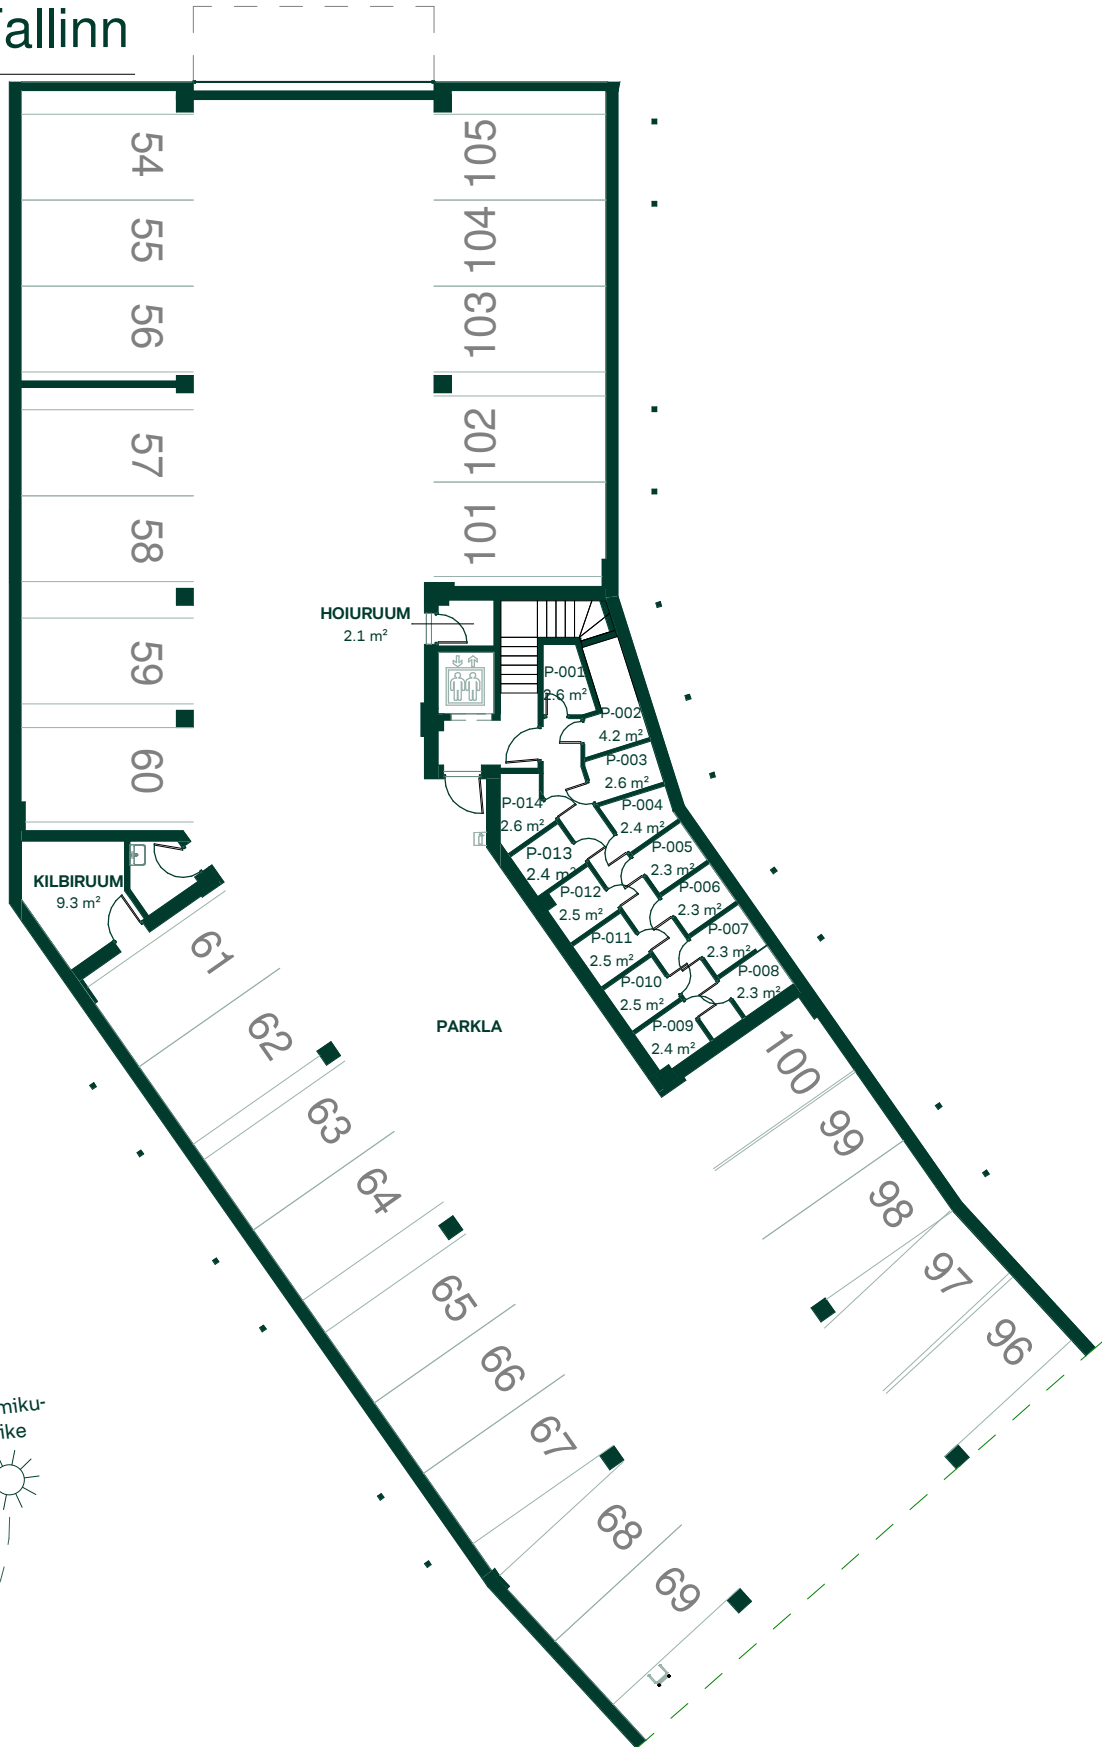 Tallinn
54
105
55
104
56
103
57
102
58
101
HOIURUUM
2.1 m²
59
60
P-001
2.6 m²
P-002
4.2 m²
P-003
2.6 m²
P-014
2.6 m²
P-004
2.4 m²
P-013
2.4 m²
P-005
2.3 m²
P-012
2.5 m²
P-006
2.3 m²
P-011
2.5 m²
P-007
2.3 m²
P-010
2.5 m²
P-008
2.3 m²
P-009
2.4 m²
KILBIRUUM
9.3 m²
61
62
PARKLA
100
63
99
64
98
65
97
66
96
67
68
69
miku-
ike